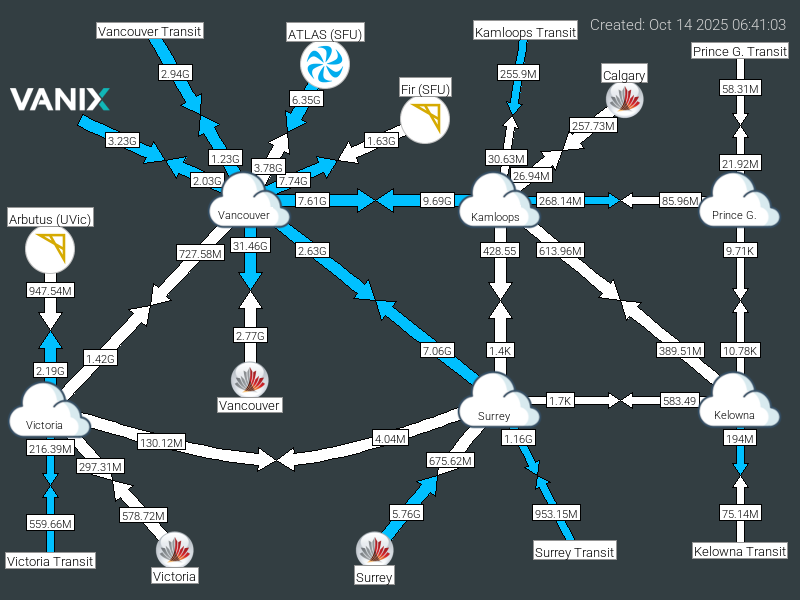 Created: Oct 14 2025 06:41:03
Vancouver Transit
ATLAS (SFU)
Kamloops Transit
Prince G. Transit
2.94G
255.9M
Calgary
58.31M
VANIX
6.35G
Fir (SFU)
3.23G
1.63G
257.73M
1.23G
3.78G
30.63M
21.92M
2.03G
7.74G
26.94M
7.61G
9.69G
268.14M
85.96M
Vancouver
Kamloops
Prince G.
Arbutus (UVic)
727.58M
31.46G
2.63G
428.55
613.96M
9.71K
947.54M
2.77G
1.42G
7.06G
1.4K
389.51M
10.78K
2.19G
Vancouver
1.7K
583.49
Victoria
Surrey
Kelowna
216.39M
130.12M
4.04M
1.16G
194M
297.31M
675.62M
559.66M
578.72M
5.76G
953.15M
75.14M
Victoria Transit
Victoria
Surrey
Surrey Transit
Kelowna Transit